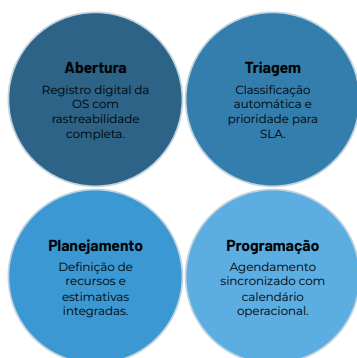 Abertura
Registro digital da
OS com
rastreabilidade
completa.
Triagem
Classificação
automática e
prioridade para
SLA.
Planejamento
Definição de
recursos e
estimativas
integradas.
Programação
Agendamento
sincronizado com
calendário
operacional.